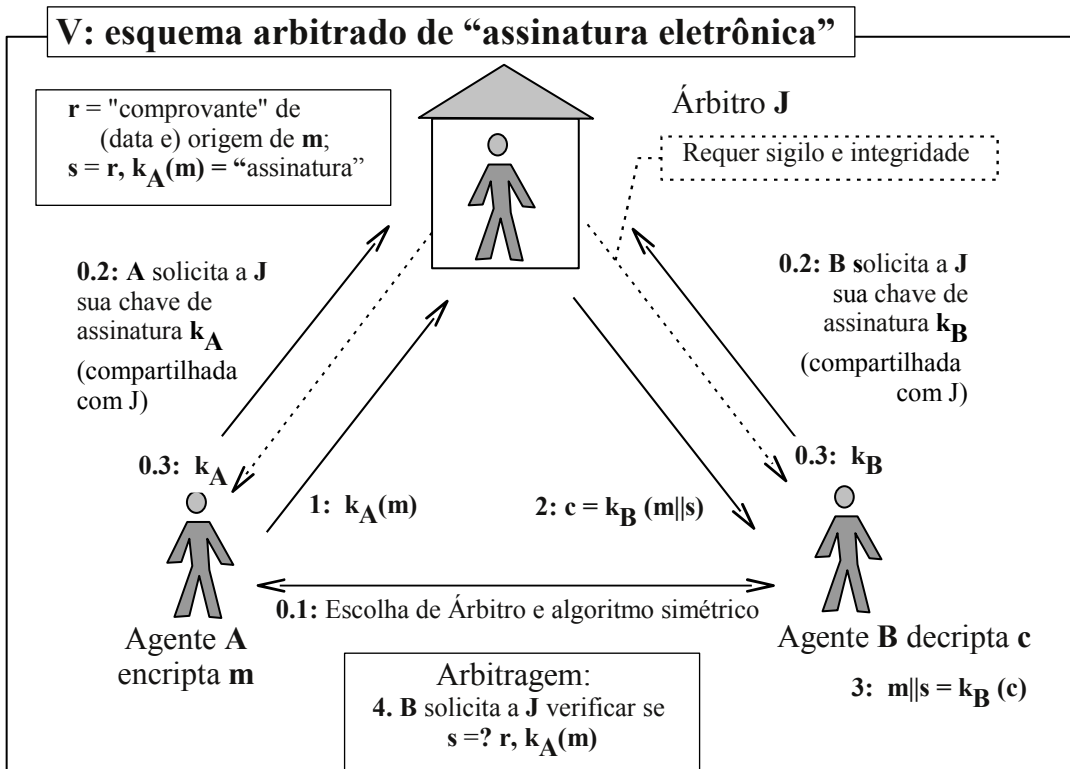 V: esquema arbitrado de “assinatura eletrônica”
r = "comprovante" de
(data e) origem de m;
s = r, kA(m) = “assinatura”
Árbitro J
Requer sigilo e integridade
0.2: A solicita a J
sua chave de
assinatura kA
(compartilhada
com J)
0.2: B solicita a J
sua chave de
assinatura kB
(compartilhada
com J)
0.3: kA
0.3: kB
1: kA(m)
2: c = kB (m||s)
0.1: Escolha de Árbitro e algoritmo simétrico
Agente A
encripta m
Agente B decripta c
3: m||s = kB (c)
Arbitragem:
4. B solicita a J verificar se
s =? r, kA(m)